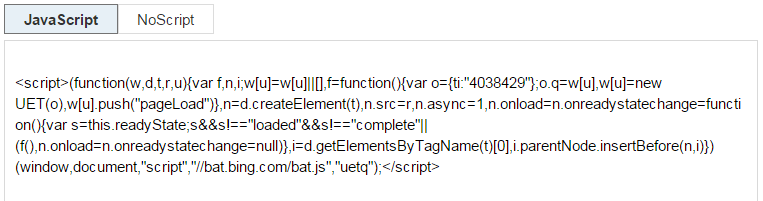 JavaScript NoScript
<script>(function(w,d,t,r,u){var f,n,i;w[u]=w[u]||[],f=function(){var o={ti:"4038429"};o.q=w[u],w[u]=new
UET(o),w[u].push("pageLoad")},n=d.createElement(t),n.src=r,n.async=1,n.onload=n.onreadystatechange=functi
on(){var s=this.readyState;s&&s!=="loaded"&&s!=="complete"||
(f(),n.onload=n.onreadystatechange=null)},i=d.getElementsByTagName(t)[0],i.parentNode.insertBefore(n,i)})
(window,document,"script","//bat.bing.com/bat.js","uetq");</script>